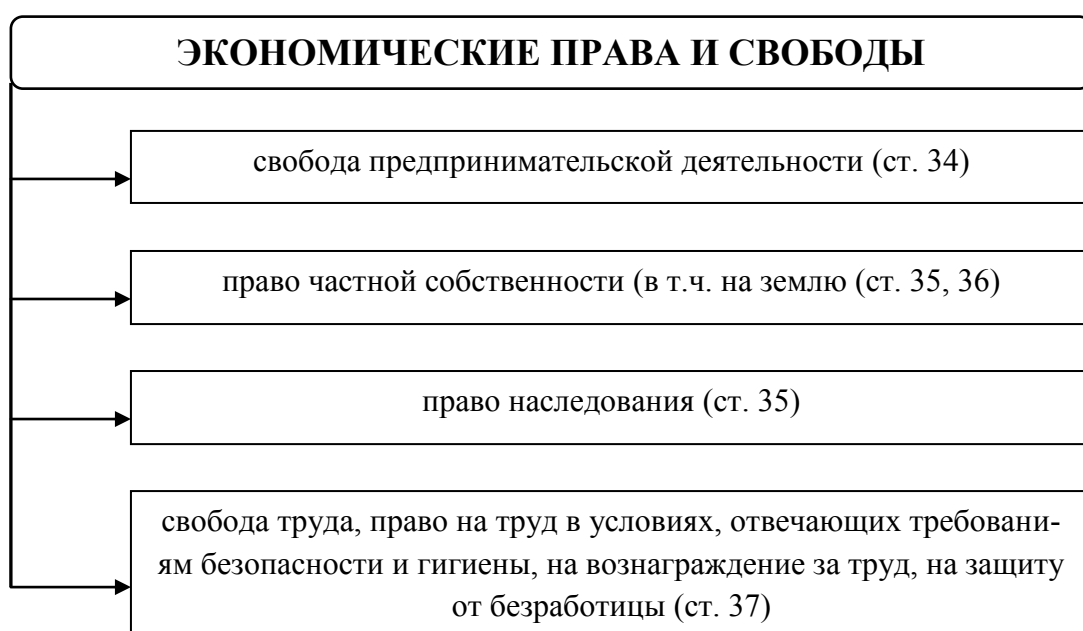 ЭКОНОМИЧЕСКИЕ ПРАВА И СВОБОДЫ
свобода предпринимательской деятельности (ст. 34)
право частной собственности (в т.ч. на землю (ст. 35, 36)
право наследования (ст. 35)
свобода труда, право на труд в условиях, отвечающих требовани-
ям безопасности и гигиены, на вознаграждение за труд, на защиту
от безработицы (ст. 37)